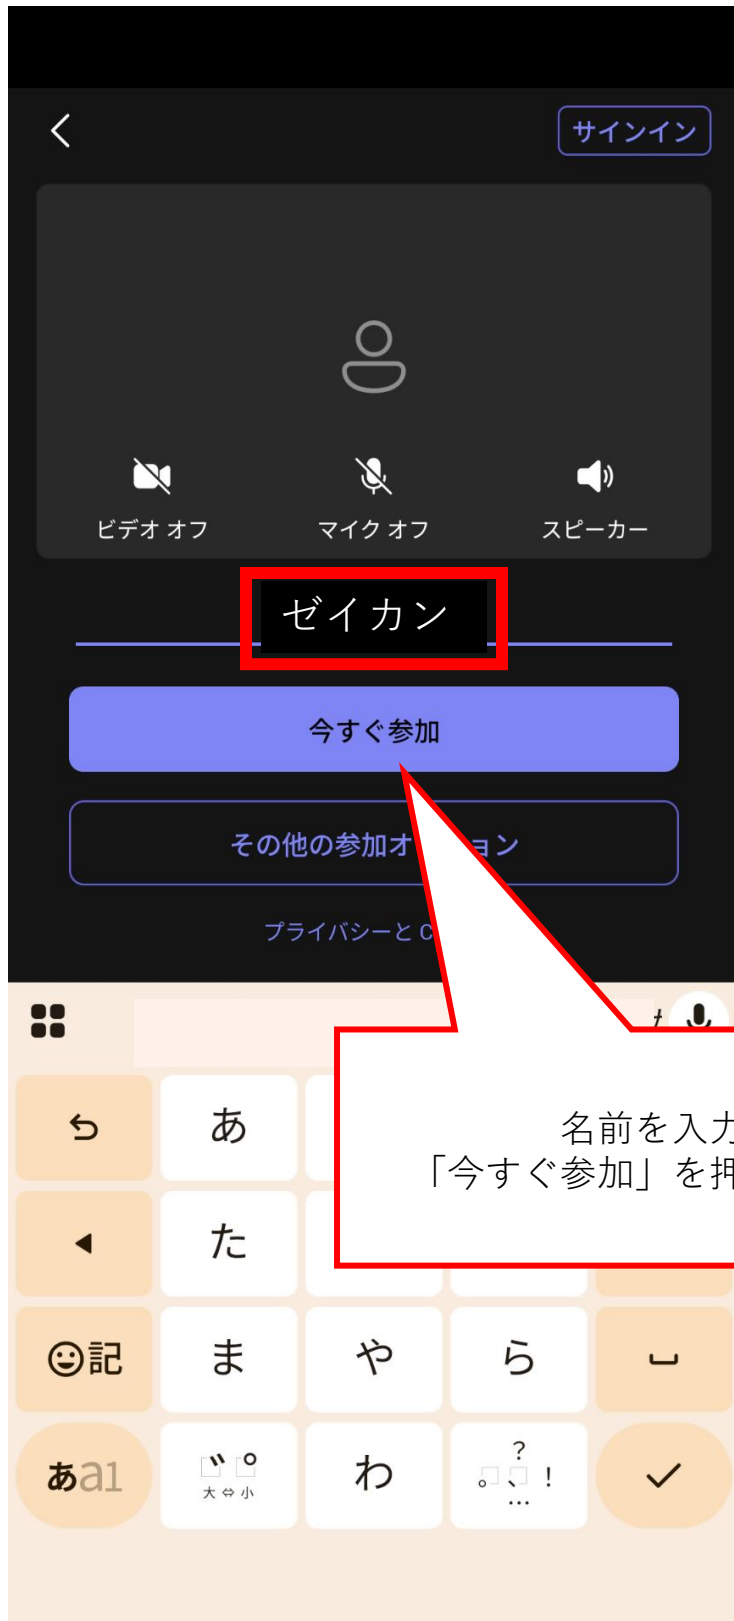 サインイン
ビデオ オフ
マイク オフ
スピーカー
ゼイカン
今すぐ参加
その他の参加オ
ョン
プライバシーと C
名前を入力
「今すぐ参加」を押
あ
た
記
ま
や
ら
あa1
大⇔小
わ
?
。、!
…